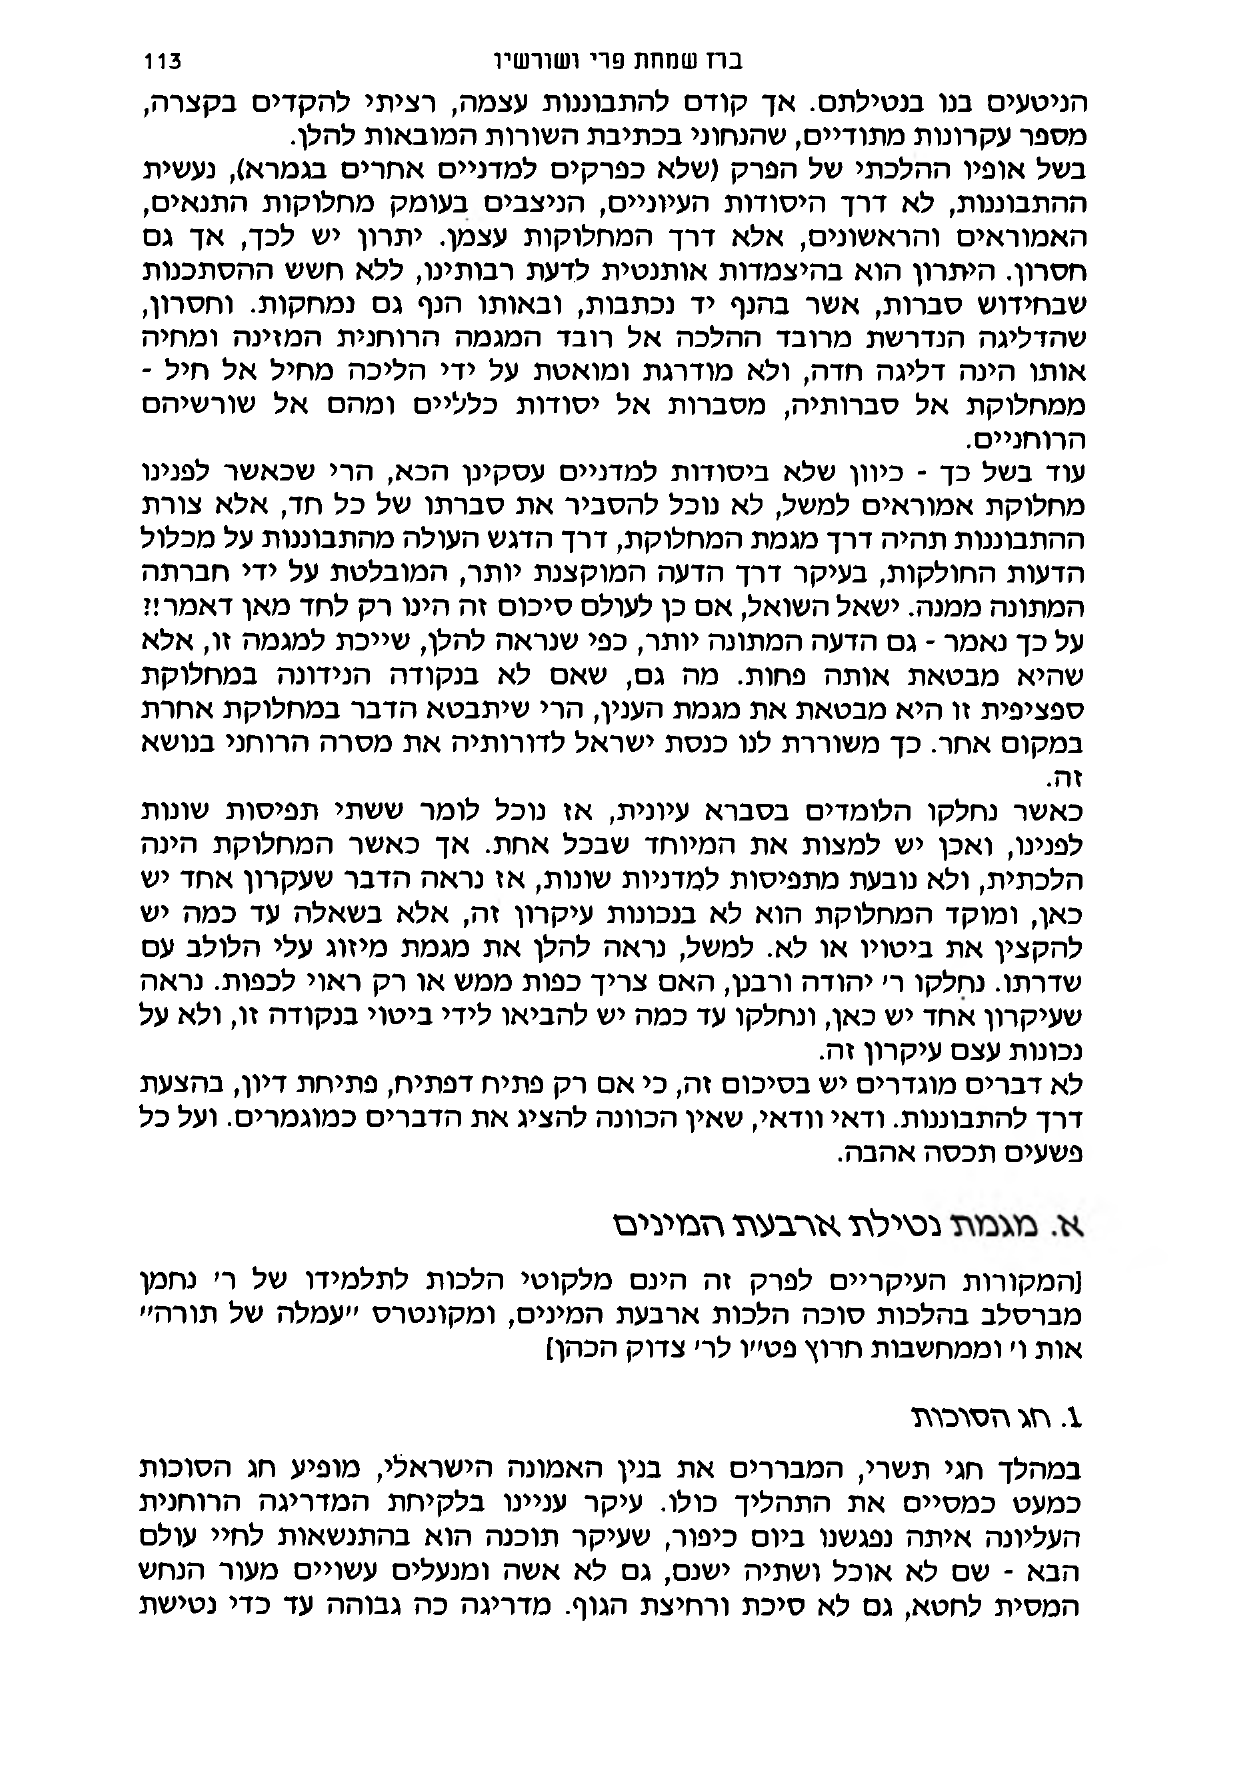 ברז שמחת פרי ושורשיו 113
הניטעים בנו בנטילתם. אך קודם להתבוננות עצמה, רציתי להקדים בקצרה,
מספר עקרונות מתודיים, שהנחוני בכתיבת השורות המובאות להלן.
בשל אופיו ההלכתי של הפרק (שלא כפרקים למדניים אחרים בגמרא), נעשית
ההתבוננות, לא דרך היסודות העיוניים, הניצבים בעומק מחלוקות התנאים,
האמוראים והראשונים, אלא דרך המחלוקות עצמן. יתרון יש לכך, אך גם
חסרון. היתרון הוא בהיצמדות אותנטית לדעת רבותינו, ללא חשש ההסתכנות
שבחידוש סברות, אשר בהנף יד נכתבות, ובאותו הנף גם נמחקות. וחסרון,
שהדליגה הנדרשת מרובד ההלכה אל רובד המגמה הרוחנית המזינה ומחיה
אותו הינה דליגה חדה, ולא מודרגת ומואטת על ידי הליכה מחיל אל חיל -
ממחלוקת אל סברותיה, מסברות אל יסודות כלליים ומהם אל שורשיהם
הרוחניים.
עוד בשל כך - כיוון שלא ביסודות למדניים עסקינן הכא, הרי שכאשר לפנינו
מחלוקת אמוראים למשל, לא נוכל להסביר את סברתו של כל חד, אלא צורת
ההתבוננות תהיה דרך מגמת המחלוקת, דרך הדגש העולה מהתבוננות על מכלול
הדעות החולקות, בעיקר דרך הדעה המוקצנת יותר, המובלטת על ידי חברתה
המתונה ממנה. ישאל השואל, אם כן לעולם סיכום זה הינו רק לחד מאן דאמר!?
על כך נאמר - גם הדעה המתונה יותר, כפי שנראה להלן, שייכת למגמה זו, אלא
שהיא מבטאת אותה פחות. מה גם, שאם לא בנקודה הנידונה במחלוקת
ספציפית זו היא מבטאת את מגמת הענין, הרי שיתבטא הדבר במחלוקת אחרת
במקום אחר. כך משוררת לנו כנסת ישראל לדורותיה את מסרה הרוחני בנושא
זה.
כאשר נחלקו הלומדים בסברא עיונית, אז נוכל לומר ששתי תפיסות שונות
לפנינו, ואכן יש למצות את המיוחד שבכל אחת. אך כאשר המחלוקת הינה
הלכתית, ולא נובעת מתפיסות למדניות שונות, אז נראה הדבר שעקרון אחד יש
כאן, ומוקד המחלוקת הוא לא בנכונות עיקרון זה, אלא בשאלה עד כמה יש
להקצין את ביטויו או לא. למשל, נראה להלן את מגמת מיזוג עלי הלולב עם
שדרתו. נחלקו ר' יהודה ורבנן, האם צריך כפות ממש או רק ראוי לכפות. נראה
שעיקרון אחד יש כאן, ונחלקו עד כמה יש להביאו לידי ביטוי בנקודה זו, ולא על
נכונות עצם עיקרון זה.
לא דברים מוגדרים יש בסיכום זה, כי אם רק פתיח דפתיח, פתיחת דיון, בהצעת
דרך להתבוננות. ודאי וודאי, שאין הכוונה להציג את הדברים כמוגמרים. ועל כל
פשעים תכסה אהבה.
א. מגמת נטילת ארבעת המינים
[המקורות העיקריים לפרק זה הינם מלקוטי הלכות לתלמידו של ר' נחמן
מברסלב בהלכות סוכה הלכות ארבעת המינים, ומקונטרס "עמלה של תורה"
אות ו' וממחשבות חרוץ פט"ו לר' צדוק הכהן]
1. חג הסוכות
במהלך חגי תשרי, המבררים את בנין האמונה הישראלי, מופיע חג הסוכות
כמעט כמסיים את התהליך כולו. עיקר עניינו בלקיחת המדריגה הרוחנית
העליונה איתה נפגשנו ביום כיפור, שעיקר תוכנה הוא בהתנשאות לחיי עולם
הבא - שם לא אוכל ושתיה ישנם, גם לא אשה ומנעלים עשויים מעור הנחש
המסית לחטא, גם לא סיכת ורחיצת הגוף. מדריגה כה גבוהה עד כדי נטישת